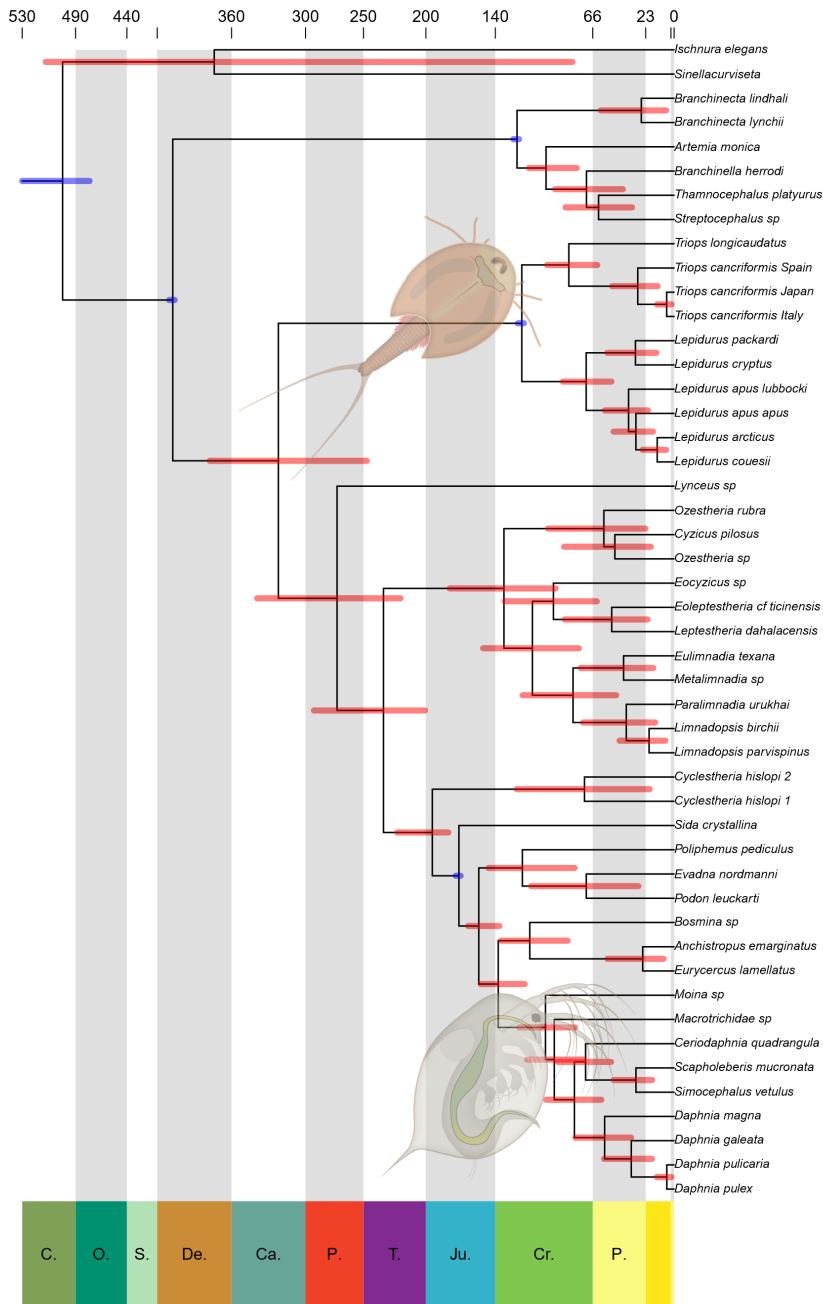 530 490 440 360 300 250 200 140 66 23 0
Ischnura elegans
Sinellacurviseta
Branchinecta lindhali
Branchinecta lynchii
Artemia monica
Branchinella herrodi
Thamnocephalus platyurus
Streptocephalus sp
Triops longicaudatus
Triops cancriformis Spain
Triops cancriformis Japan
Triops cancriformis Italy
Lepidurus packardi
Lepidurus cryptus
Lepidurus apus lubbocki
Lepidurus apus apus
Lepidurus arcticus
Lepidurus couesii
Lynceus sp
Ozestheria rubra
Cyzicus pilosus
Ozestheria sp
Eocyzicus sp
Eoleptestheria cf ticinensis
Leptestheria dahalacensis
Eulimnadia texana
Metalimnadia sp
Paralimnadia urukhai
Limnadopsis birchii
Limnadopsis parvispinus
Cyclestheria hislopi 2
Cyclestheria hislopi 1
Sida crystallina
Poliphemus pediculus
Evadna nordmanni
Podon leuckarti
Bosmina sp
Anchistropus emarginatus
Eurycercus lamellatus
Moina sp
Macrotrichidae sp
Ceriodaphnia quadrangula
Scapholeberis mucronata
Simocephalus vetulus
Daphnia magna
Daphnia galeata
Daphnia pulicaria
Daphnia pulex
C. O. S. De. Ca. P. T. Ju. Cr. P.